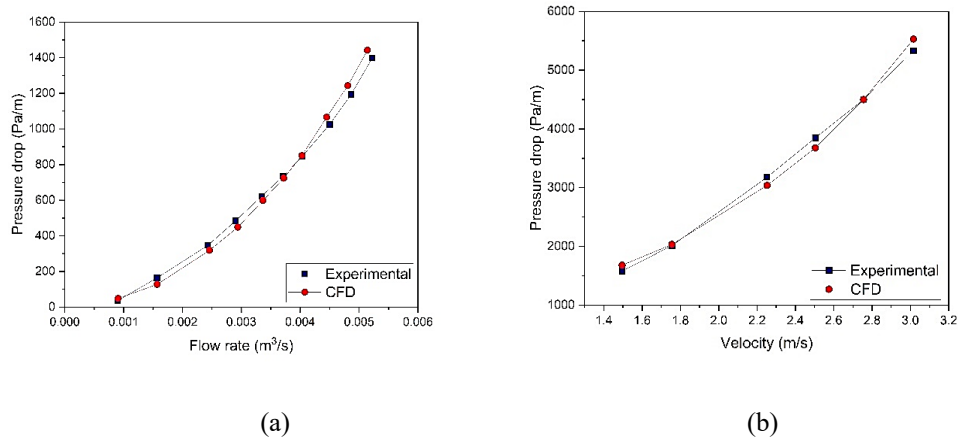 1600
1400
1200
1000
800
600
400
200
0
Pressure drop (Pa/m)
0.000 0.001 0.002 0.003 0.004 0.005 0.006
Flow rate (m³/s)
Experimental
CFD
(a)
6000
5000
4000
3000
2000
1000
Pressure drop (Pa/m)
1.4 1.6 1.8 2.0 2.2 2.4 2.6 2.8 3.0 3.2
Velocity (m/s)
Experimental
CFD
(b)